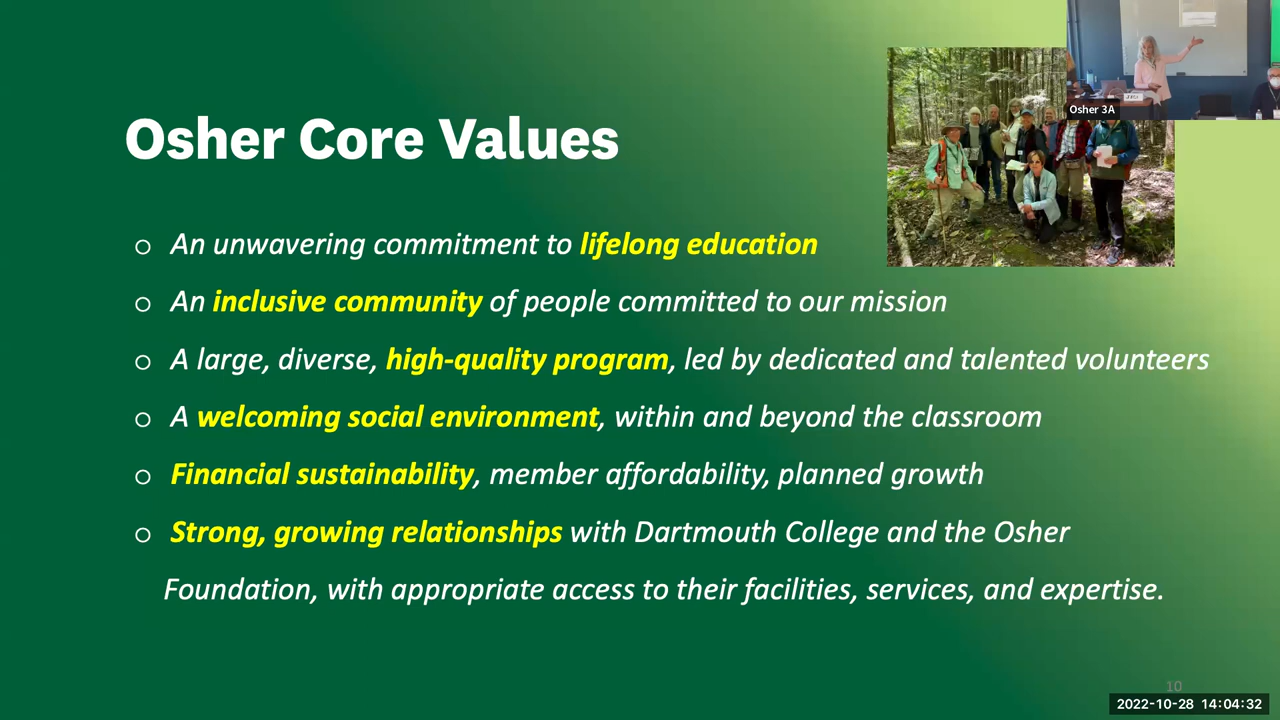 Osher Core Values
Osher 3A
o An unwavering commitment to lifelong education
o An inclusive community of people committed to our mission
o A large, diverse, high-quality program, led by dedicated and talented volunteers
o A welcoming social environment, within and beyond the classroom
o Financial sustainability, member affordability, planned growth
o Strong, growing relationships with Dartmouth College and the Osher
Foundation, with appropriate access to their facilities, services, and expertise.
10
2022-10-28 14:04:32